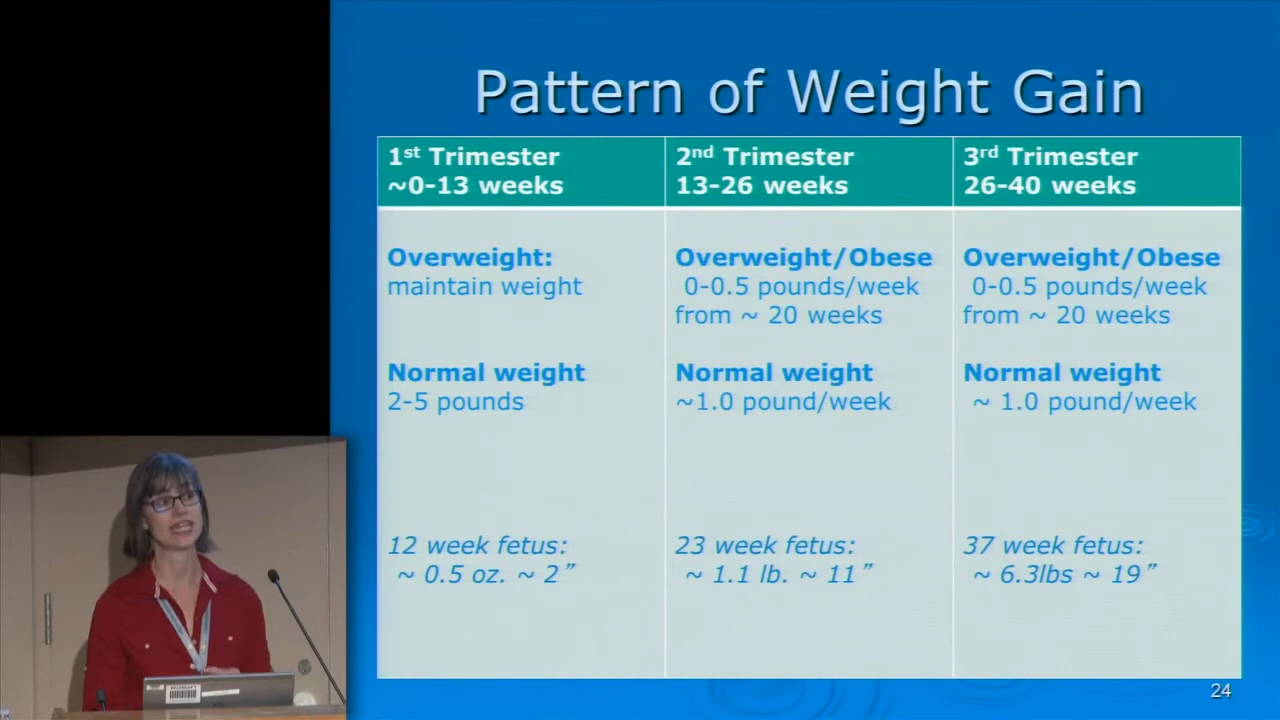 Pattern of Weight Gain
1st Trimester
~0-13 weeks
2nd Trimester
13-26 weeks
3rd Trimester
26-40 weeks
Overweight:
maintain weight
Normal weight
2-5 pounds
12 week fetus:
~ 0.5 oz. ~ 2”
Overweight/Obese
0-0.5 pounds/week
from ~ 20 weeks
Normal weight
~1.0 pound/week
23 week fetus:
~ 1.1 lb. ~ 11”
Overweight/Obese
0-0.5 pounds/week
from ~ 20 weeks
Normal weight
~ 1.0 pound/week
37 week fetus:
~ 6.3lbs ~ 19”
24